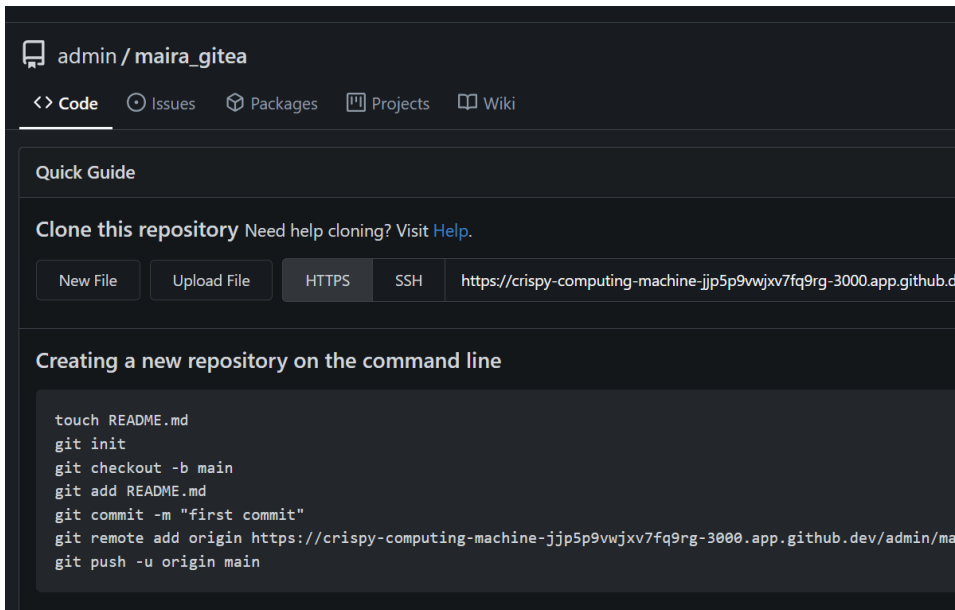 admin / maira_gitea
Code Issues Packages Projects Wiki
Quick Guide
Clone this repository Need help cloning? Visit Help.
New File Upload File HTTPS SSH https://crispy-computing-machine-jjp5p9vwjxv7fq9rg-3000.app.github.d
Creating a new repository on the command line
touch README.md
git init
git checkout -b main
git add README.md
git commit -m "first commit"
git remote add origin https://crispy-computing-machine-jjp5p9vwjxv7fq9rg-3000.app.github.dev/admin/ma
git push -u origin main